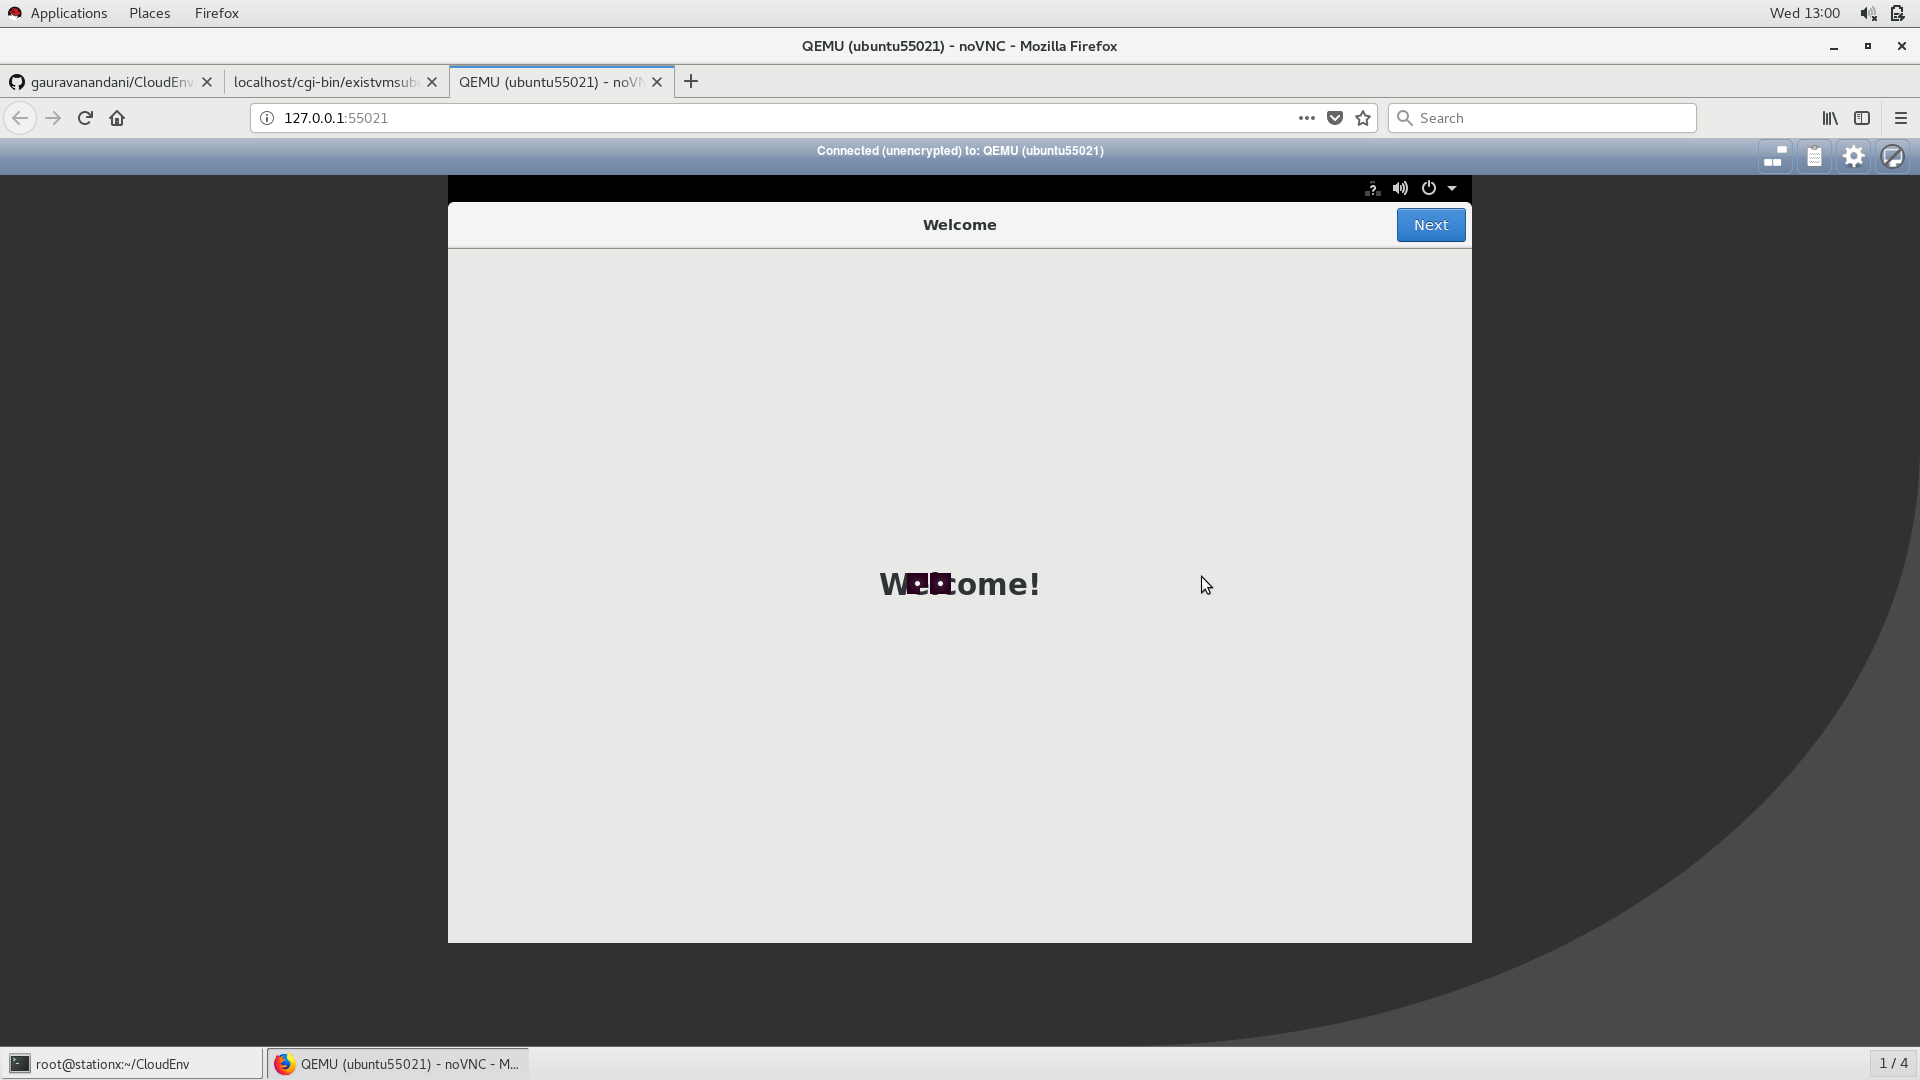 Applications Places Firefox Wed 13:00
QEMU (ubuntu55021) - noVNC - Mozilla Firefox
gauravanandani/CloudEnv localhost/cgi-bin/existvmsub QEMU (ubuntu55021) - noVN
127.0.0.1:55021 Search
Connected (unencrypted) to: QEMU (ubuntu55021)
Welcome Next
Welcome!
root@stationx:~/CloudEnv QEMU (ubuntu55021) - noVNC - M... 1 / 4